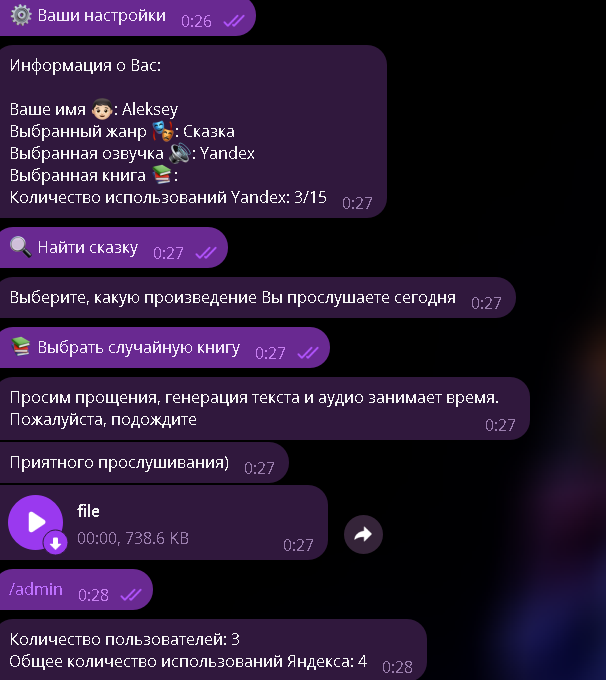 ⚙️ Ваши настройки 0:26
Информация о Вас:
Ваше имя 👦🏻: Aleksey
Выбранный жанр 🎭: Сказка
Выбранная озвучка 🔊: Yandex
Выбранная книга 📚:
Количество использований Yandex: 3/15 0:27
🔍 Найти сказку 0:27
Выберите, какую произведение Вы прослушаете сегодня 0:27
📚 Выбрать случайную книгу 0:27
Просим прощения, генерация текста и аудио занимает время.
Пожалуйста, подождите 0:27
Приятного прослушивания) 0:27
file
00:00, 738.6 KB 0:27
/admin 0:28
Количество пользователей: 3
Общее количество использований Яндекса: 4 0:28